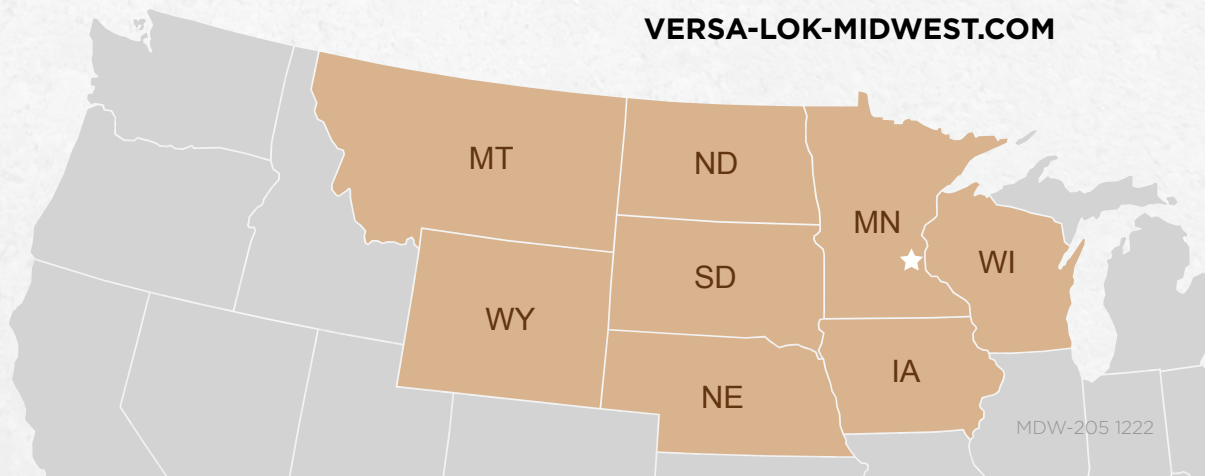 VERSA-LOK-MIDWEST.COM
MT
ND
MN
WI
SD
WY
IA
NE
MDW-205 1222